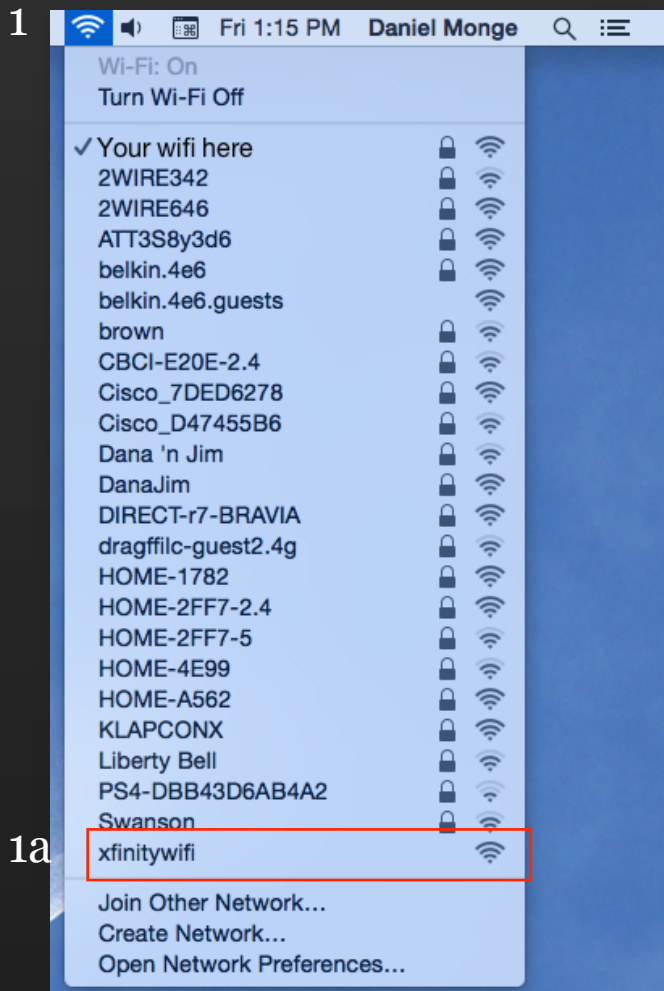 1
Fri 1:15 PM Daniel Monge
Wi-Fi: On
Turn Wi-Fi Off
✓ Your wifi here
2WIRE342
2WIRE646
ATT3S8y3d6
belkin.4e6
belkin.4e6.guests
brown
CBCI-E20E-2.4
Cisco_7DED6278
Cisco_D47455B6
Dana 'n Jim
DanaJim
DIRECT-r7-BRAVIA
dragffilc-guest2.4g
HOME-1782
HOME-2FF7-2.4
HOME-2FF7-5
HOME-4E99
HOME-A562
KLAPCONX
Liberty Bell
PS4-DBB43D6AB4A2
Swanson
1a xfinitywifi
Join Other Network...
Create Network...
Open Network Preferences...